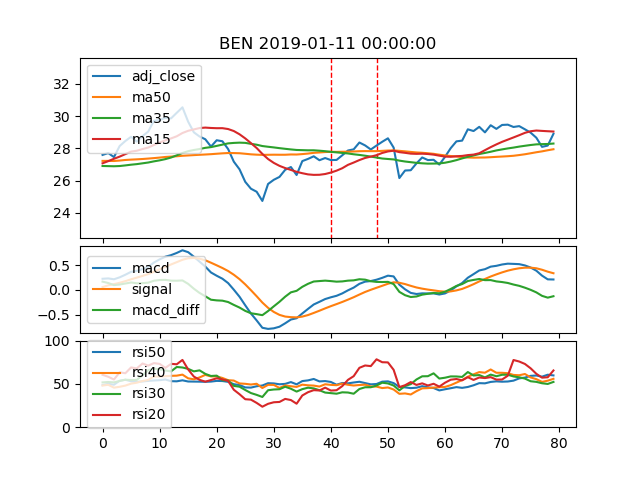 BEN 2019-01-11 00:00:00
adj_close
ma50
ma35
ma15
32
30
28
26
24
macd
signal
macd_diff
0.5
0.0
−0.5
rsi50
rsi40
rsi30
rsi20
100
50
0
0 10 20 30 40 50 60 70 80